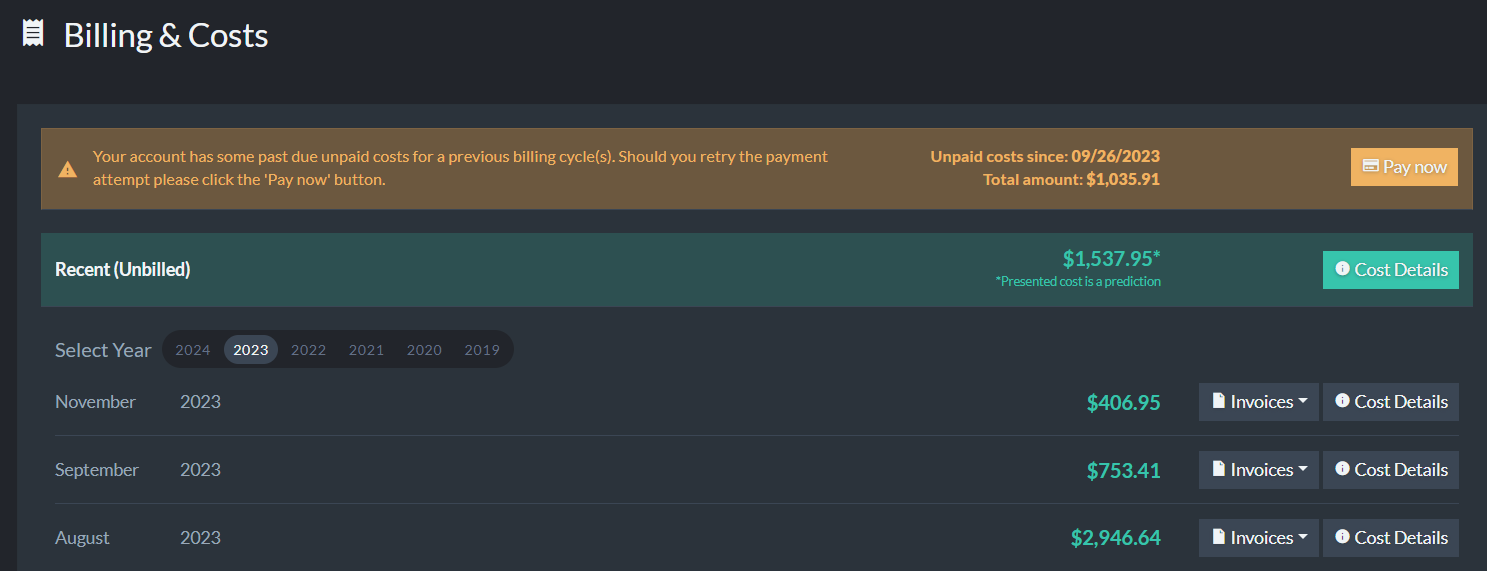 Billing & Costs
Your account has some past due unpaid costs for a previous billing cycle(s). Should you retry the payment
attempt please click the 'Pay now' button.
Unpaid costs since: 09/26/2023
Total amount: $1,035.91
Pay now
Recent (Unbilled)
$1,537.95*
*Presented cost is a prediction
Cost Details
Select Year 2024 2023 2022 2021 2020 2019
November 2023 $406.95 Invoices Cost Details
September 2023 $753.41 Invoices Cost Details
August 2023 $2,946.64 Invoices Cost Details